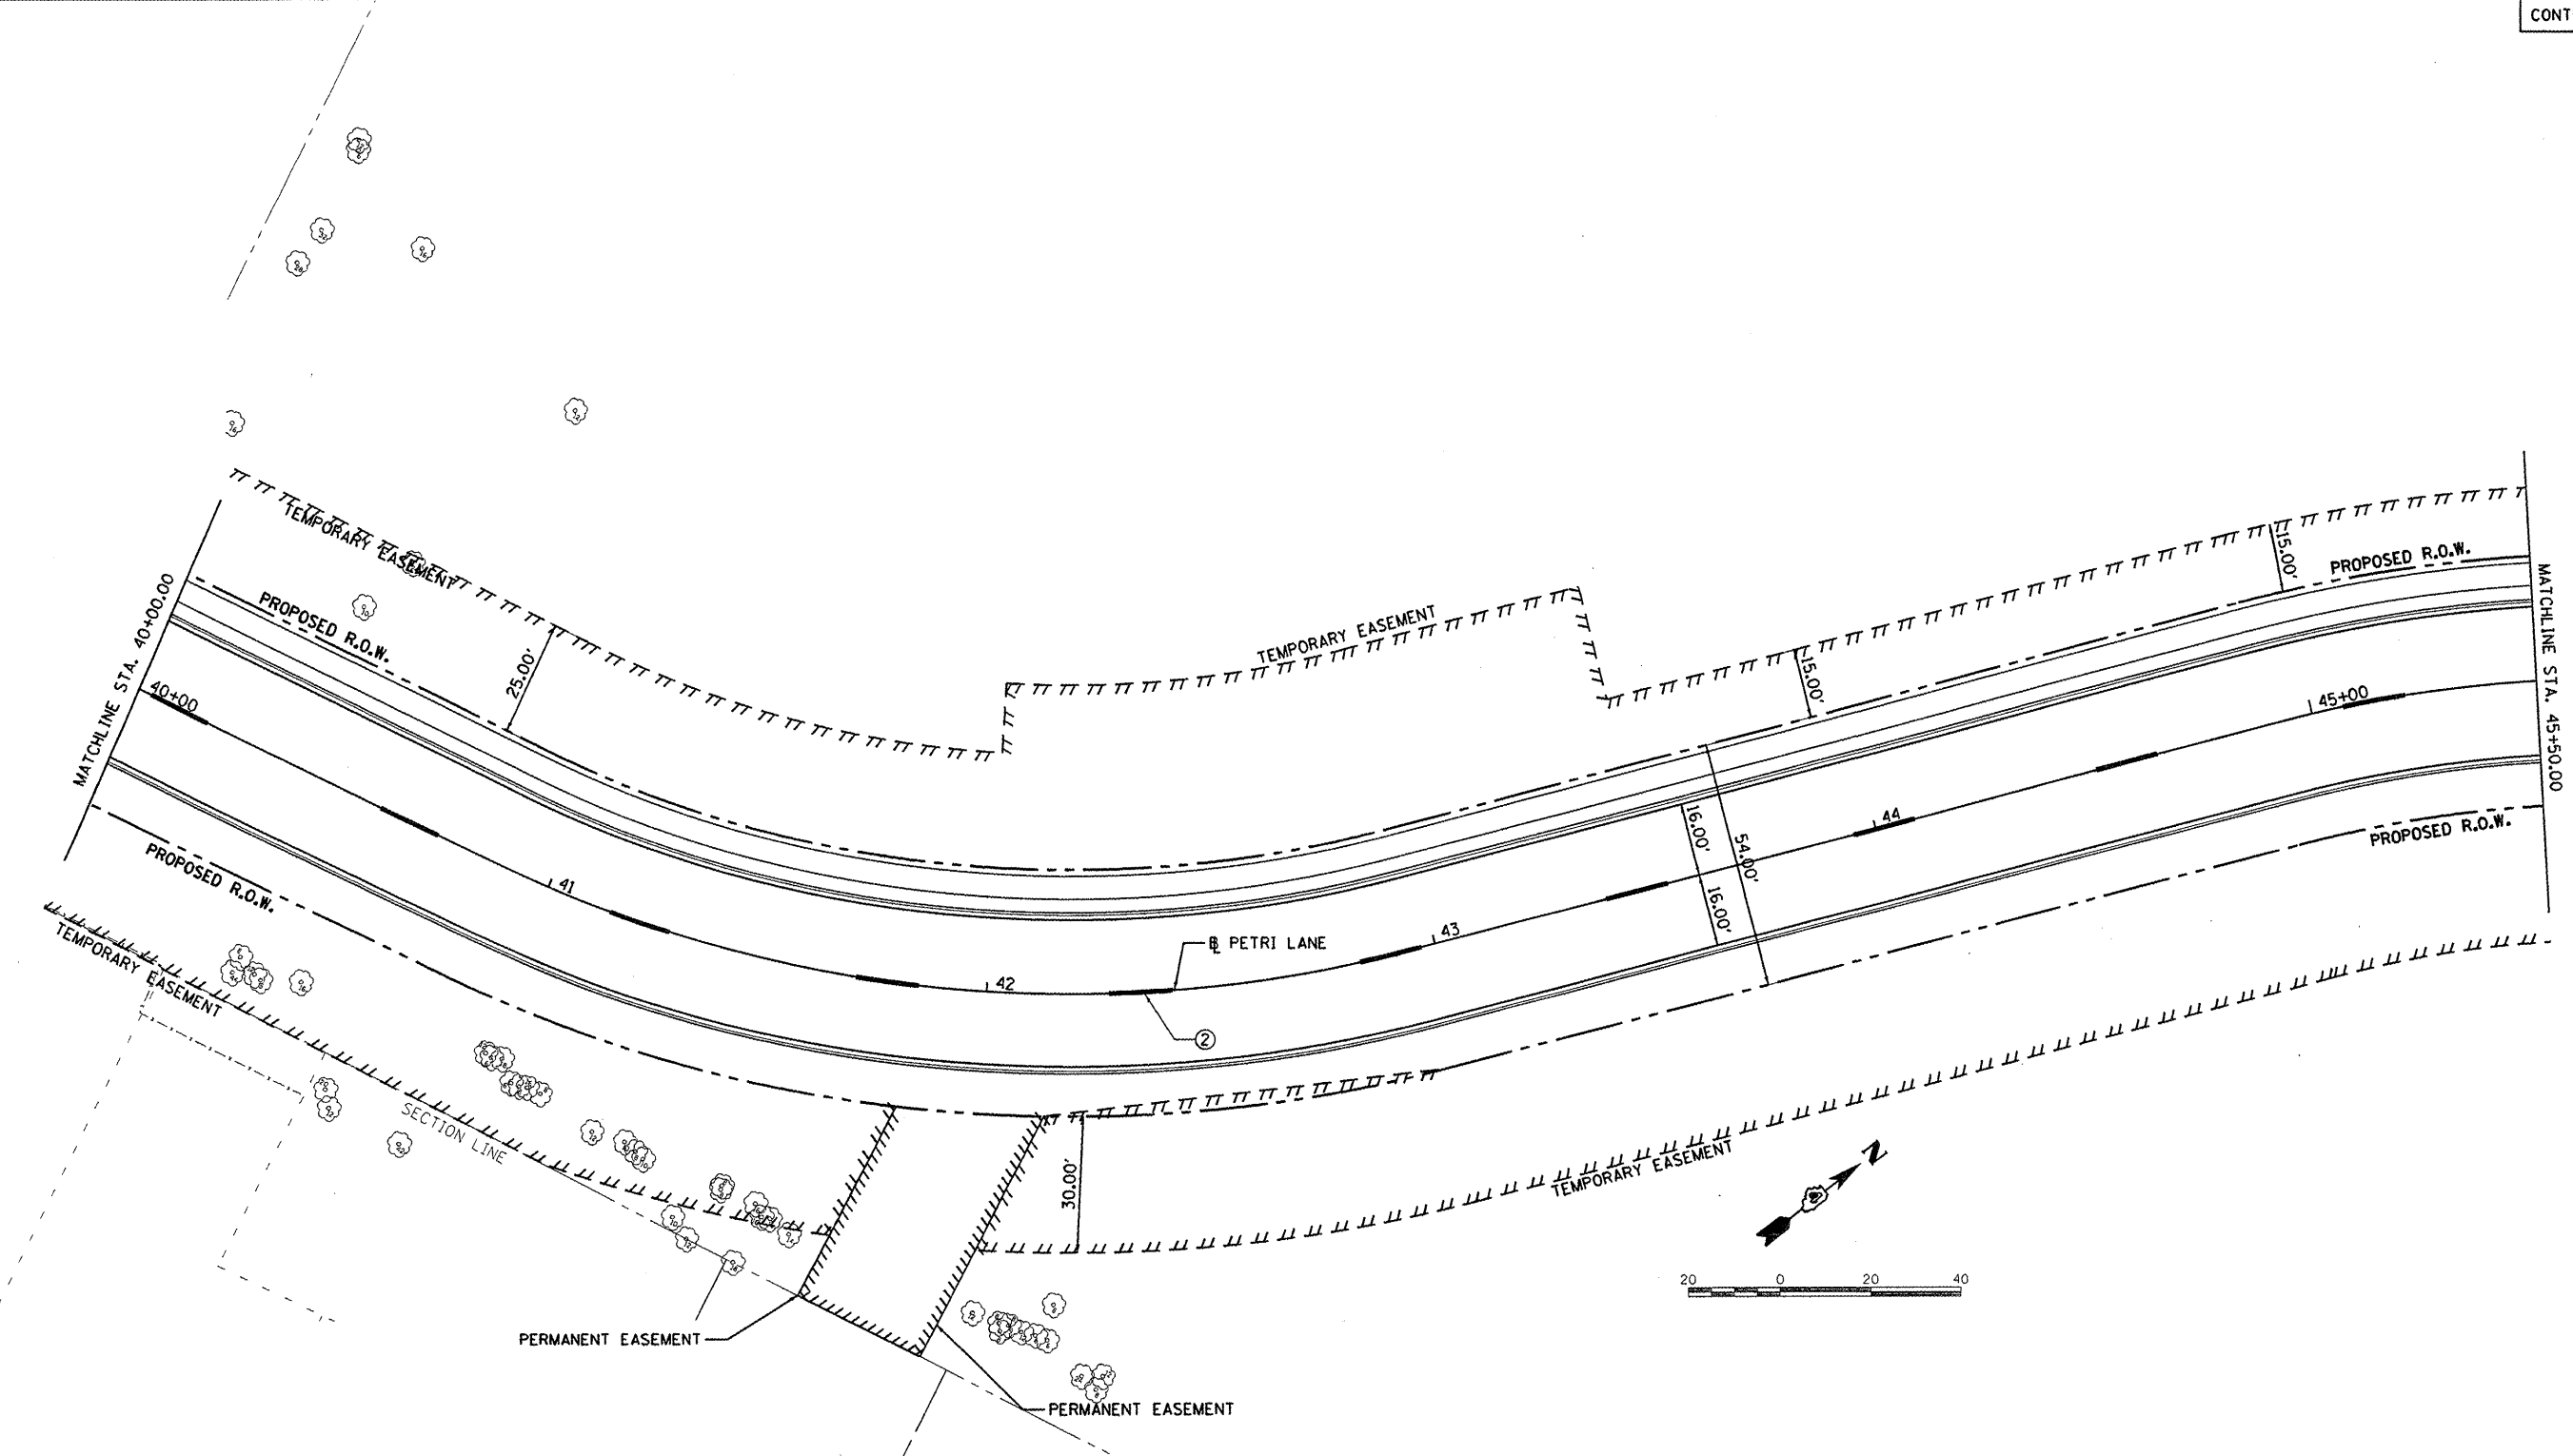 CONT
TEMPORARY EASEMENT
PROPOSED R.O.W.
MATCHLINE STA. 40+00.00
40+00
25.00'
TEMPORARY EASEMENT
15.00'
15.00'
PROPOSED R.O.W.
MATCHLINE STA. 45+50.00
45+00
44
16.00'
54.00'
16.00'
43
PROPOSED R.O.W.
41
42
℄ PETRI LANE
2
PROPOSED R.O.W.
TEMPORARY EASEMENT
SECTION LINE
30.00'
TEMPORARY EASEMENT
N
20 0 20 40
PERMANENT EASEMENT
PERMANENT EASEMENT